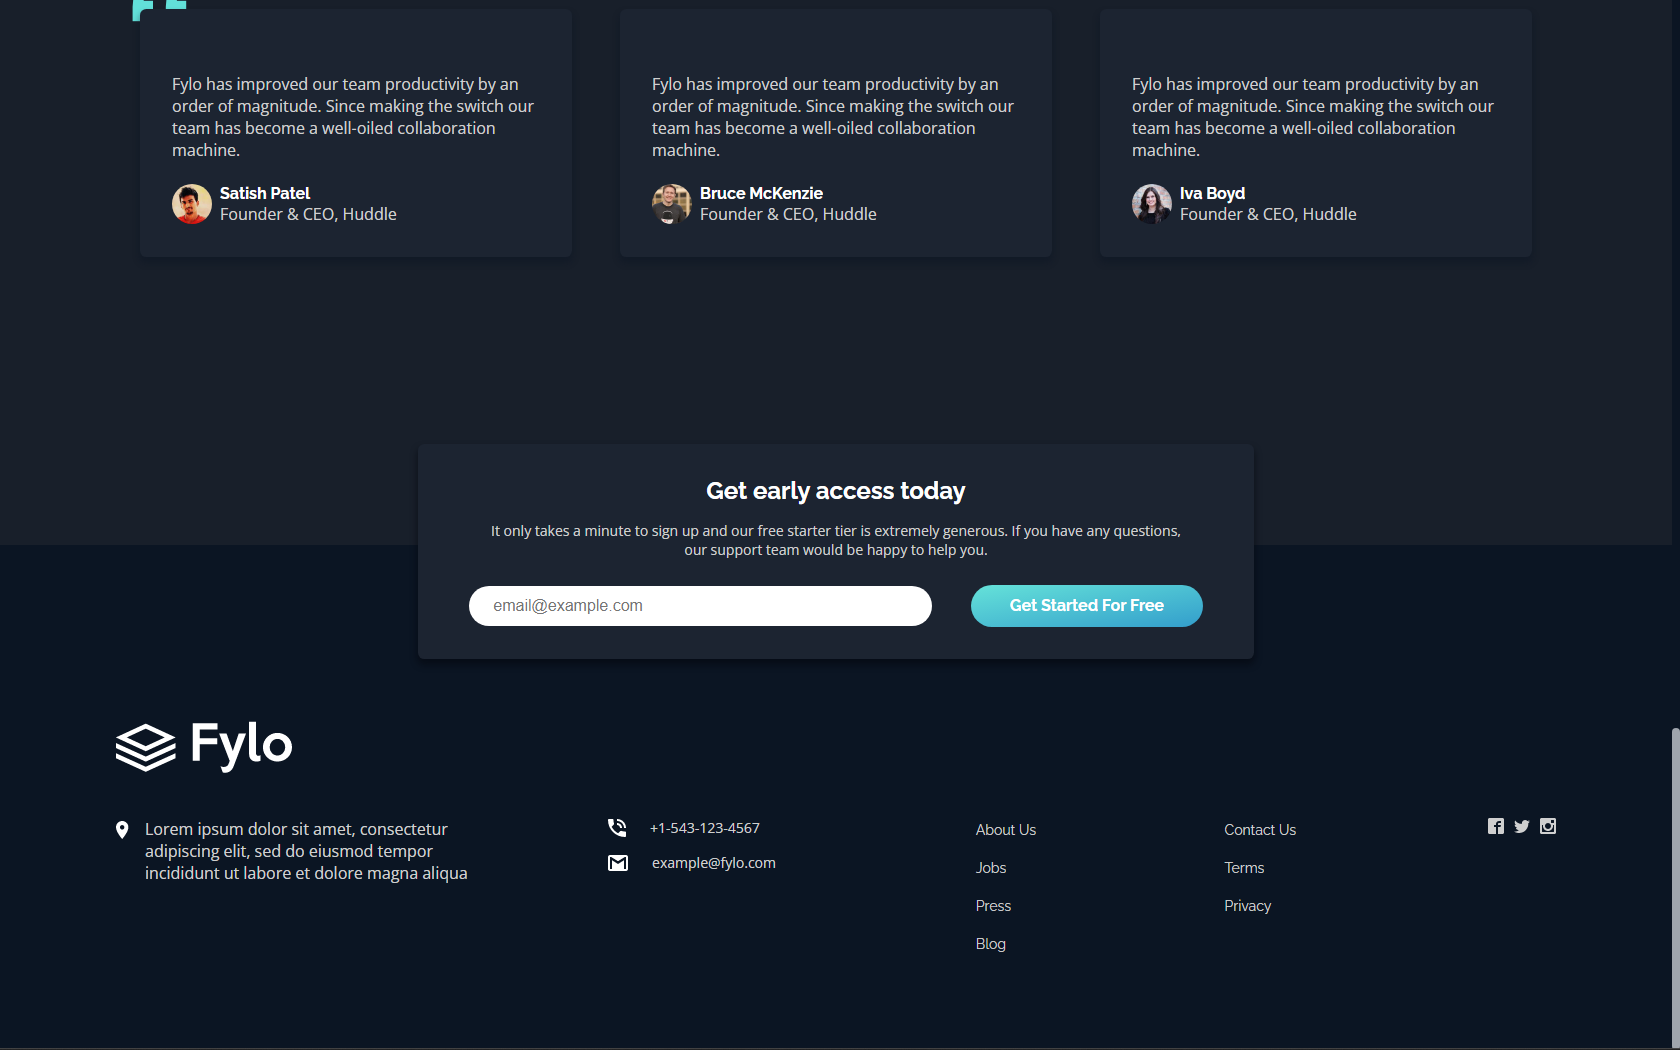 Fylo has improved our team productivity by an
order of magnitude. Since making the switch our
team has become a well-oiled collaboration
machine.
Satish Patel
Founder & CEO, Huddle
Fylo has improved our team productivity by an
order of magnitude. Since making the switch our
team has become a well-oiled collaboration
machine.
Bruce McKenzie
Founder & CEO, Huddle
Fylo has improved our team productivity by an
order of magnitude. Since making the switch our
team has become a well-oiled collaboration
machine.
Iva Boyd
Founder & CEO, Huddle
Get early access today
It only takes a minute to sign up and our free starter tier is extremely generous. If you have any questions,
our support team would be happy to help you.
email@example.com
Get Started For Free
Fylo
Lorem ipsum dolor sit amet, consectetur
adipiscing elit, sed do eiusmod tempor
incididunt ut labore et dolore magna aliqua
+1-543-123-4567
example@fylo.com
About Us
Jobs
Press
Blog
Contact Us
Terms
Privacy